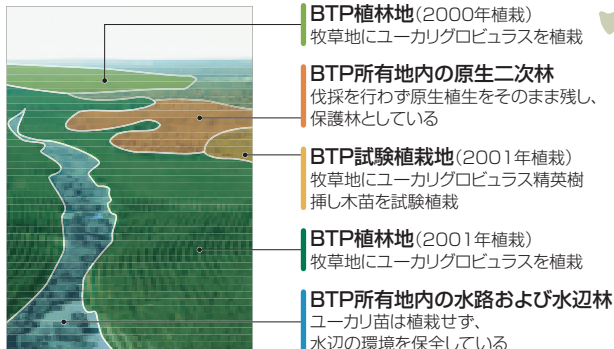 BTP植林地(2000年植栽)
牧草地にユーカリグロビュラスを植栽
BTP所有地内の原生二次林
伐採を行わず原生植生をそのまま残し、
保護林としている
BTP試験植栽地(2001年植栽)
牧草地にユーカリグロビュラス精英樹
挿し木苗を試験植栽
BTP植林地(2001年植栽)
牧草地にユーカリグロビュラスを植栽
BTP所有地内の水路および水辺林
ユーカリ苗は植栽せず、
水辺の環境を保全している